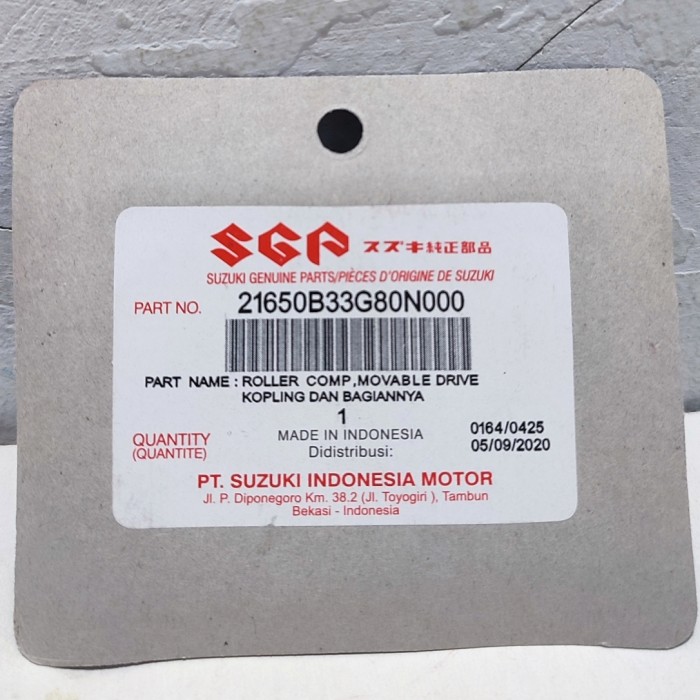 SGP スズキ純正部品
SUZUKI GENUINE PARTS/PIÈCES D'ORIGINE DE SUZUKI
PART NO. 21650B33G80N000
PART NAME : ROLLER COMP,MOVABLE DRIVE
KOPLING DAN BAGIANNYA
1
QUANTITY
(QUANTITE)
MADE IN INDONESIA
Didistribusi:
0164/0425
05/09/2020
PT. SUZUKI INDONESIA MOTOR
Jl. P. Diponegoro Km. 38.2 (Jl. Toyogiri ), Tambun
Bekasi - Indonesia